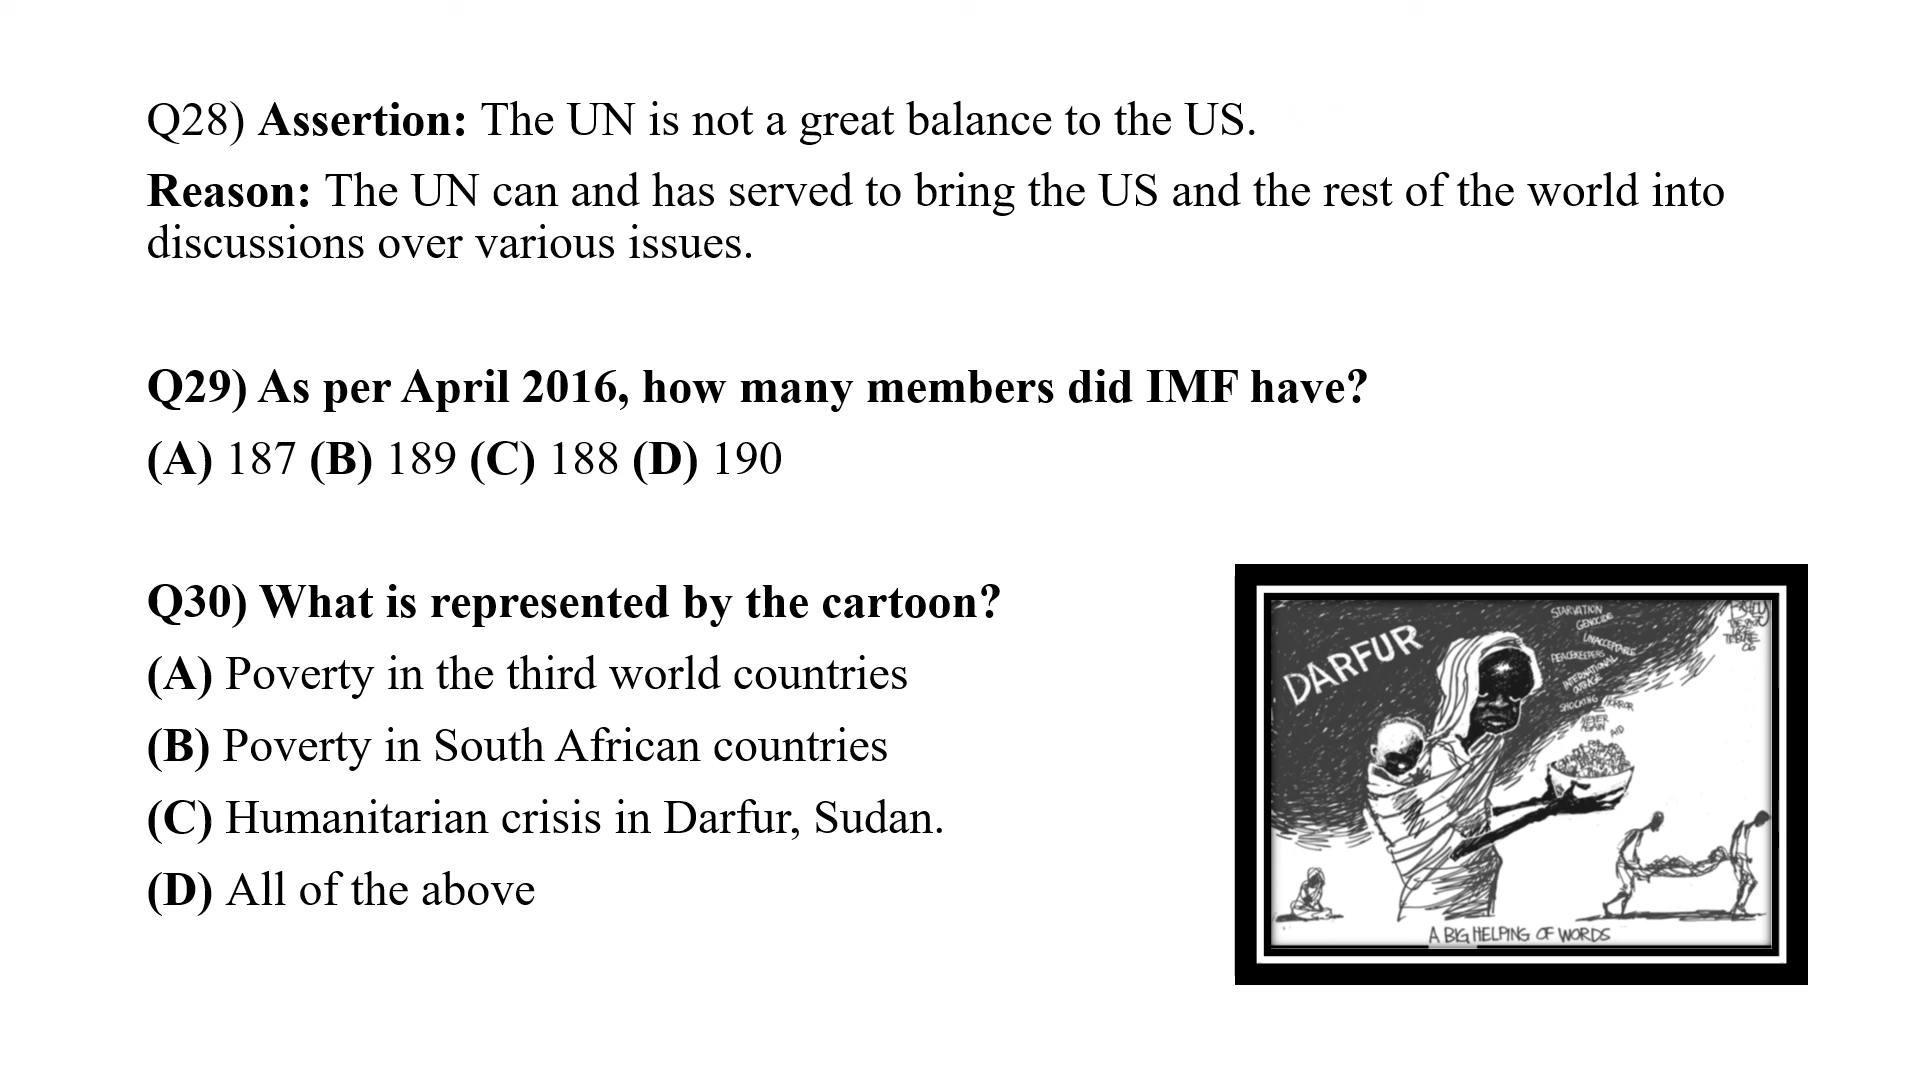 Q28) Assertion: The UN is not a great balance to the US.
Reason: The UN can and has served to bring the US and the rest of the world into
discussions over various issues.
Q29) As per April 2016, how many members did IMF have?
(A) 187 (B) 189 (C) 188 (D) 190
Q30) What is represented by the cartoon?
(A) Poverty in the third world countries
(B) Poverty in South African countries
(C) Humanitarian crisis in Darfur, Sudan.
(D) All of the above
DARFUR
STARVATION
GENOCIDE
UNACCEPTABLE
PEACEKEEPERS
INTERNATIONAL
OUTRAGE
SHOCKING HORROR
NEVER
AGAIN
AID
A BIG HELPING OF WORDS